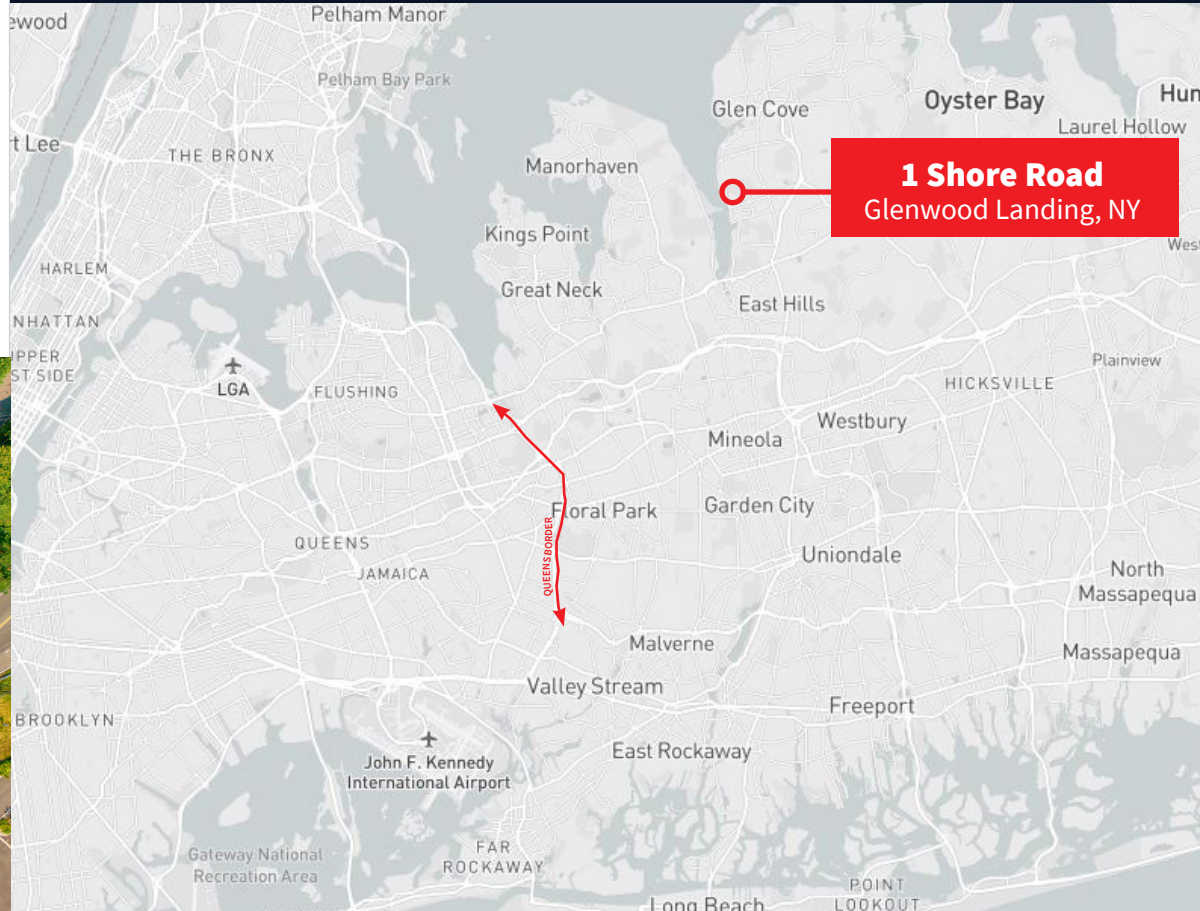 ewood
Pelham Manor
Pelham Bay Park
Glen Cove
Oyster Bay
Hun
Laurel Hollow
rt Lee
THE BRONX
Manorhaven
1 Shore Road
Glenwood Landing, NY
Kings Point
West
HARLEM
Great Neck
East Hills
NHATTAN
UPPER
ST SIDE
LGA
FLUSHING
Plainview
HICKSVILLE
Westbury
Mineola
Floral Park
Garden City
QUEENS BORDER
QUEENS
Uniondale
JAMAICA
North
Massapequa
Malverne
Massapequa
Valley Stream
Freeport
BROOKLYN
East Rockaway
John F. Kennedy
International Airport
Gateway National
Recreation Area
FAR
ROCKAWAY
POINT
LOOKOUT
Long Beach